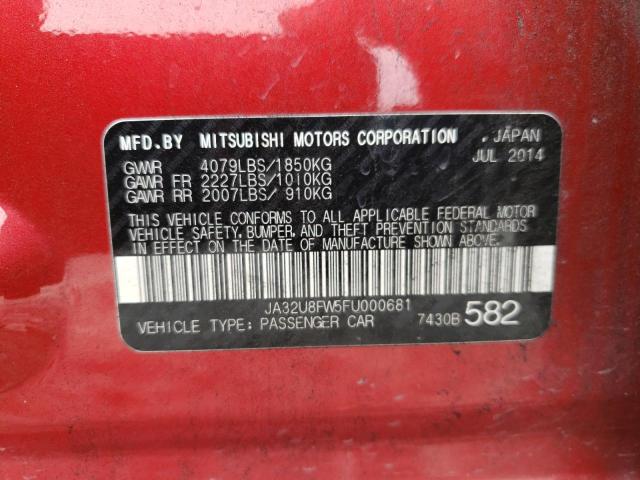 MFD. BY MITSUBISHI MOTORS CORPORATION JAPAN
GVWR 4079LBS/1850KG JUL 2014
GAWR FR 2227LBS/1010KG
GAWR RR 2007LBS/ 910KG
THIS VEHICLE CONFORMS TO ALL APPLICABLE FEDERAL MOTOR
VEHICLE SAFETY, BUMPER, AND THEFT PREVENTION STANDARDS
IN EFFECT ON THE DATE OF MANUFACTURE SHOWN ABOVE.
JA32U8FW5FU000681
VEHICLE TYPE: PASSENGER CAR 7430B 582